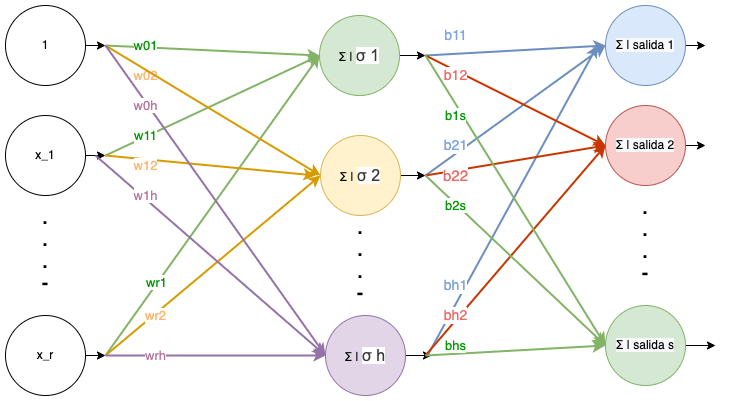 1
x_1
x_r
w01
w02
w0h
w11
w12
w1h
wr1
wr2
wrh
Σ | σ 1
Σ | σ 2
Σ | σ h
b11
b12
b1s
b21
b22
b2s
bh1
bh2
bhs
Σ | salida 1
Σ | salida 2
Σ | salida s